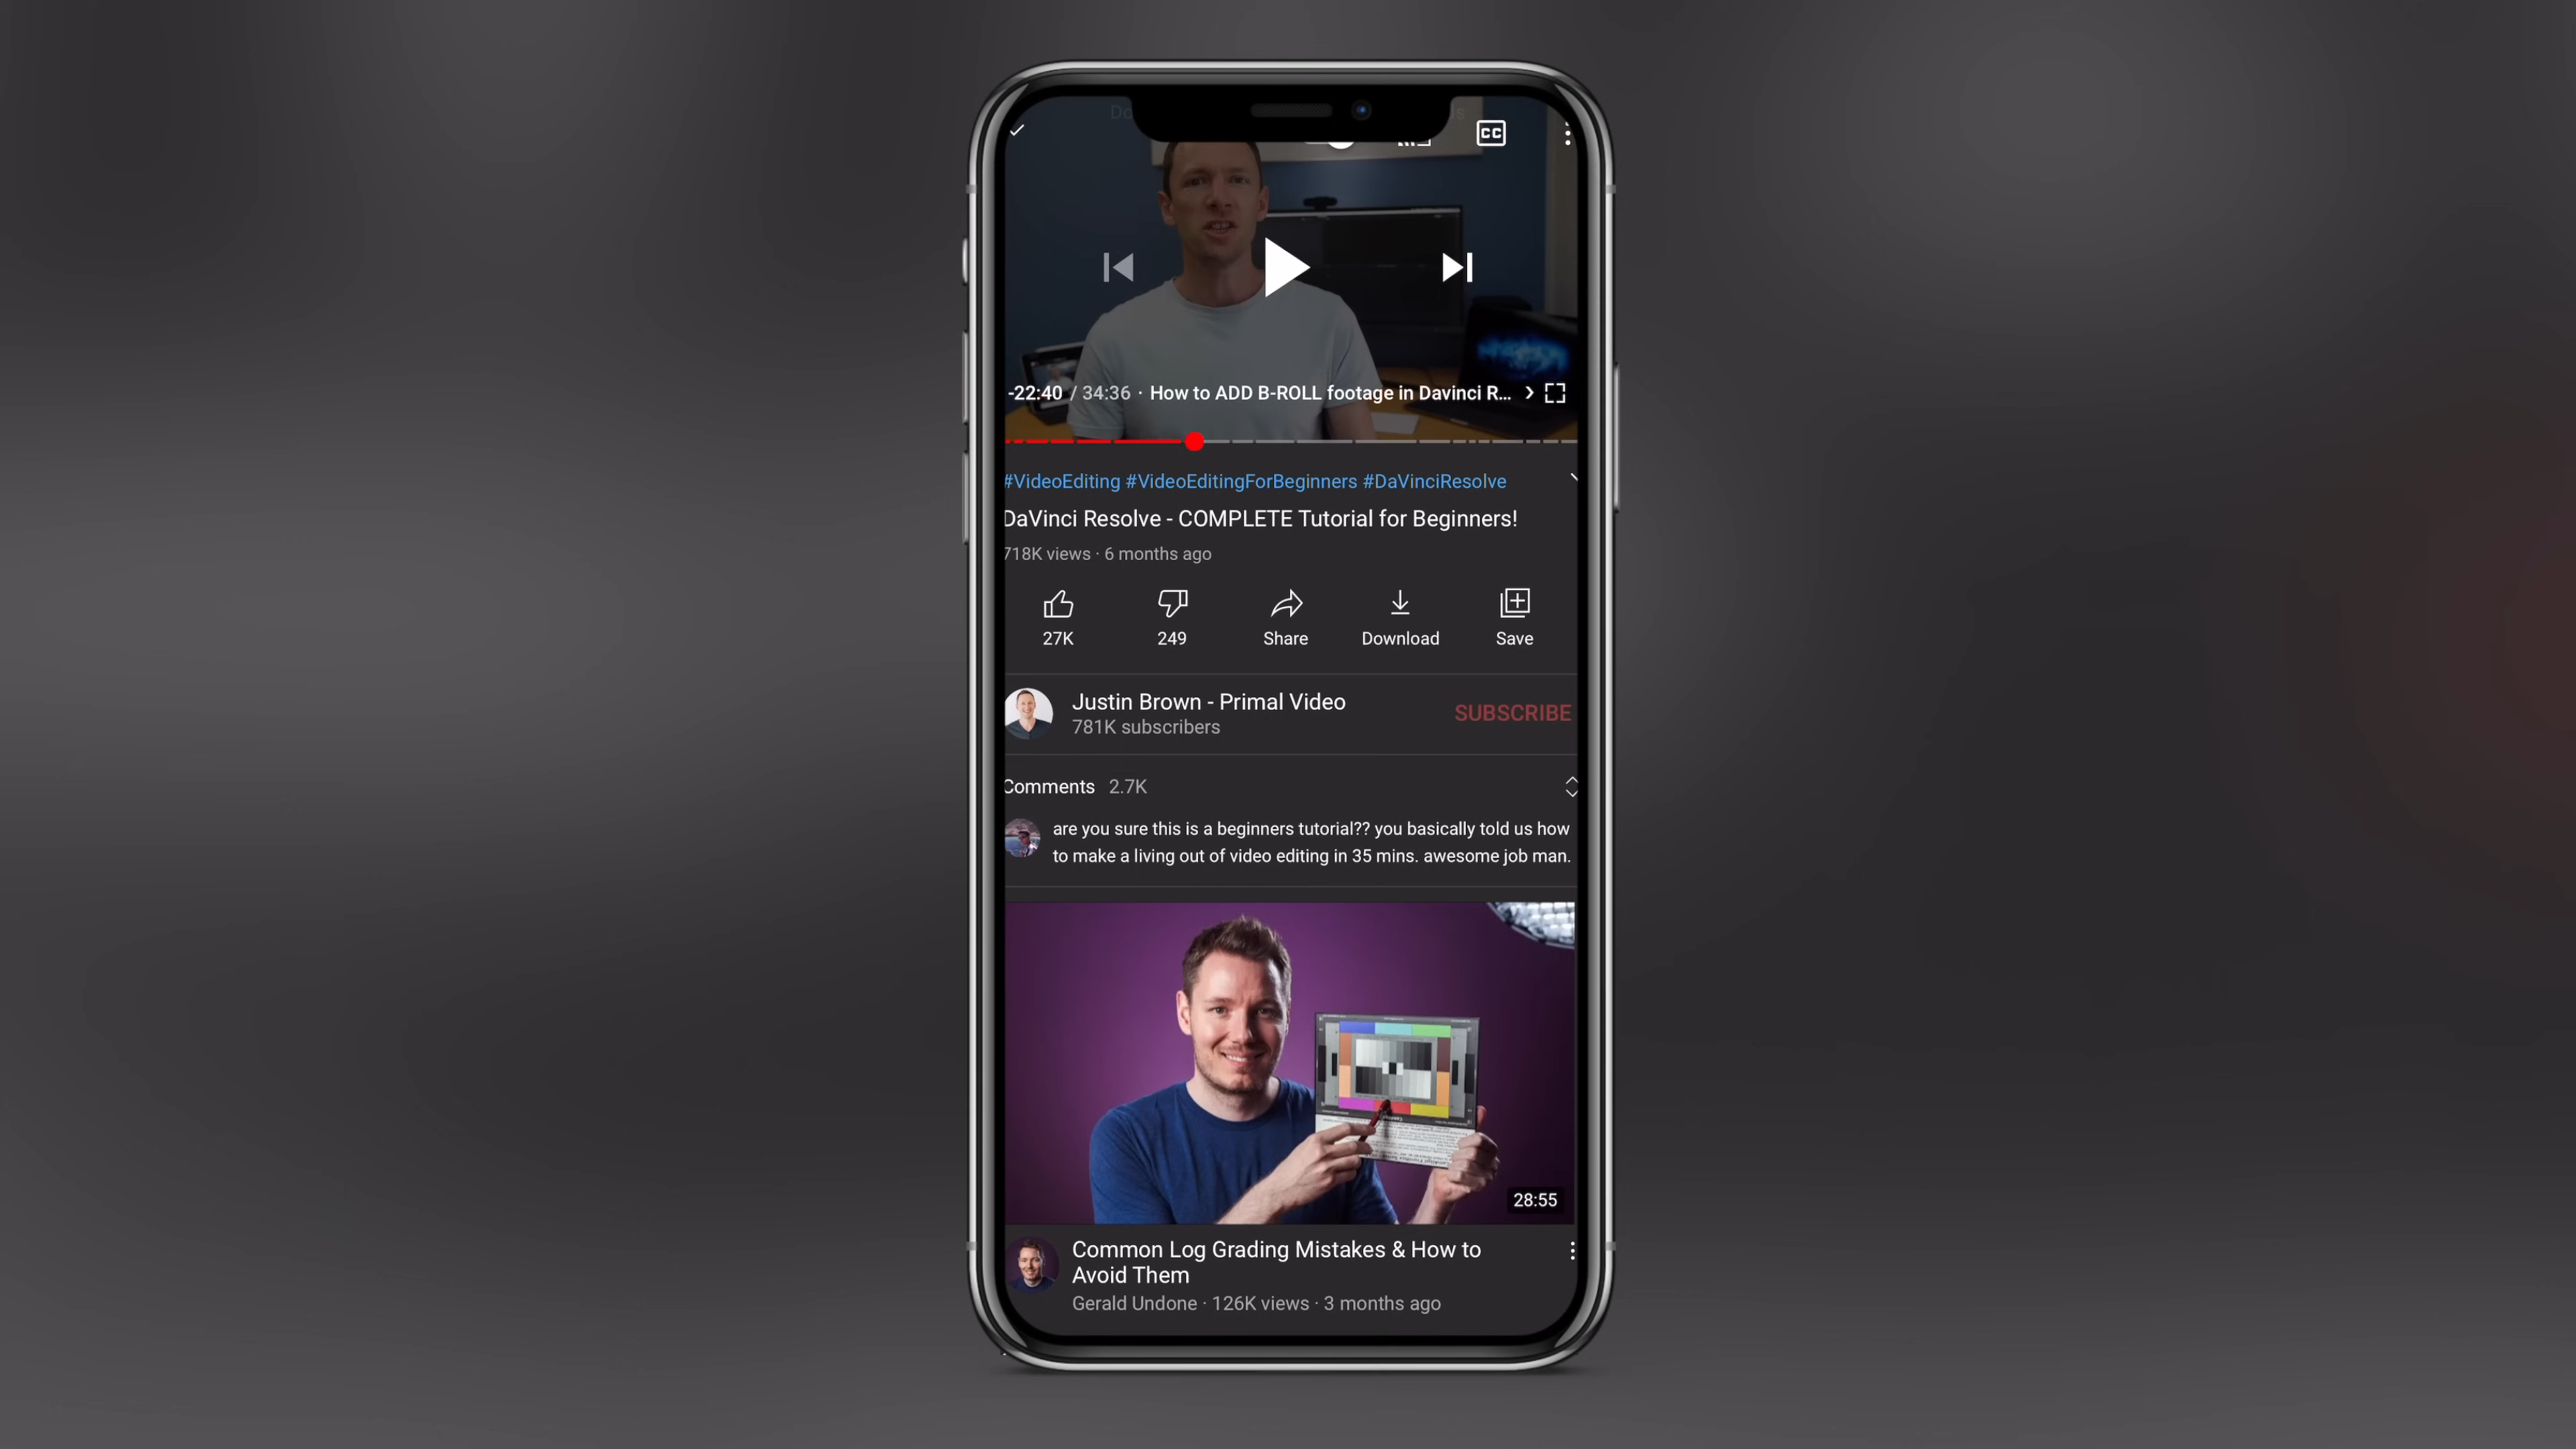 CC
-22:40 / 34:36 · How to ADD B-ROLL footage in Davinci R...
#VideoEditing #VideoEditingForBeginners #DaVinciResolve
DaVinci Resolve - COMPLETE Tutorial for Beginners!
718K views · 6 months ago
27K
249
Share
Download
Save
Justin Brown - Primal Video
781K subscribers
SUBSCRIBE
Comments 2.7K
are you sure this is a beginners tutorial?? you basically told us how
to make a living out of video editing in 35 mins. awesome job man.
28:55
Common Log Grading Mistakes & How to
Avoid Them
Gerald Undone · 126K views · 3 months ago